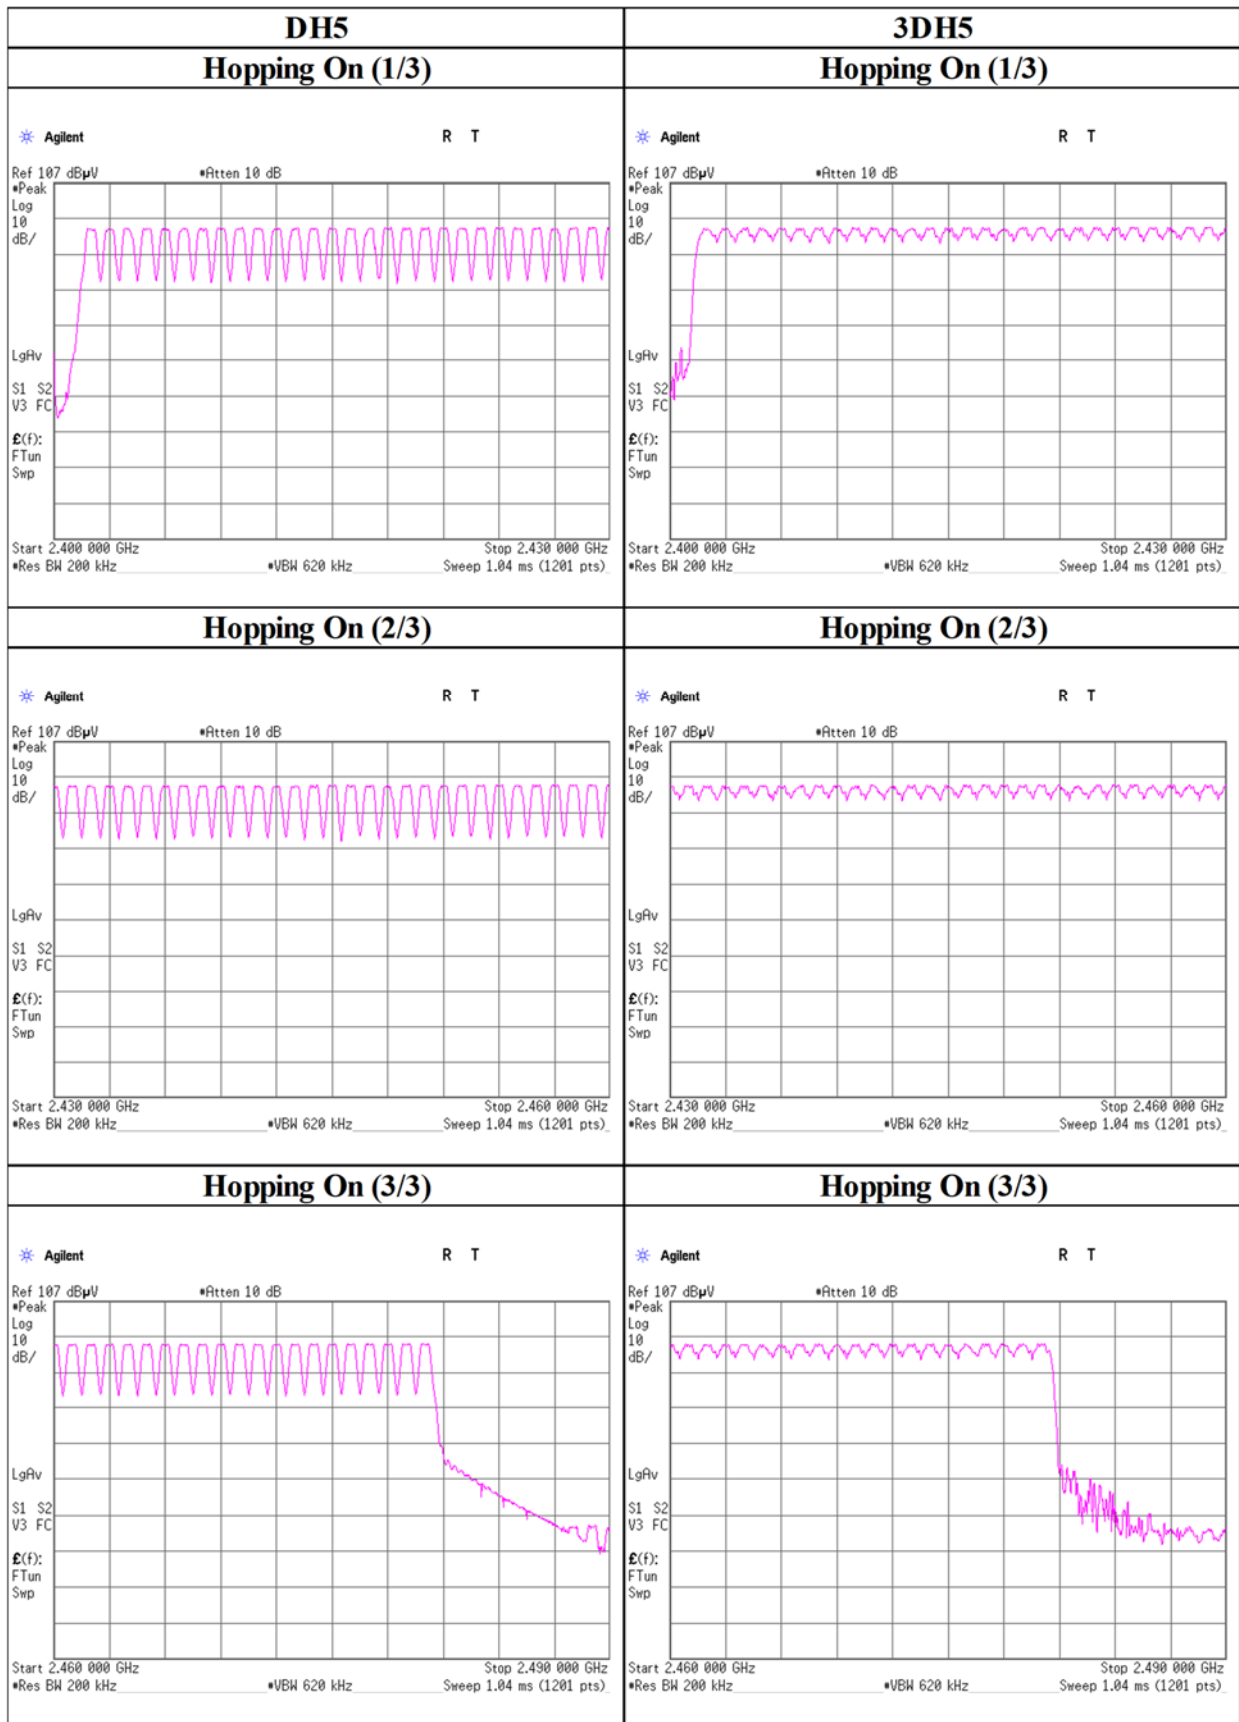 DH5
3DH5
Hopping On (1/3)
Hopping On (1/3)
Agilent R T
Ref 107 dBµV #Atten 10 dB
#Peak
Log
10
dB/
LgAv
S1 S2
V3 FC
£(f):
FTun
Swp
Start 2.400 000 GHz Stop 2.430 000 GHz
#Res BW 200 kHz #VBW 620 kHz Sweep 1.04 ms (1201 pts)
Agilent R T
Ref 107 dBµV #Atten 10 dB
#Peak
Log
10
dB/
LgAv
S1 S2
V3 FC
£(f):
FTun
Swp
Start 2.400 000 GHz Stop 2.430 000 GHz
#Res BW 200 kHz #VBW 620 kHz Sweep 1.04 ms (1201 pts)
Hopping On (2/3)
Hopping On (2/3)
Agilent R T
Ref 107 dBµV #Atten 10 dB
#Peak
Log
10
dB/
LgAv
S1 S2
V3 FC
£(f):
FTun
Swp
Start 2.430 000 GHz Stop 2.460 000 GHz
#Res BW 200 kHz #VBW 620 kHz Sweep 1.04 ms (1201 pts)
Agilent R T
Ref 107 dBµV #Atten 10 dB
#Peak
Log
10
dB/
LgAv
S1 S2
V3 FC
£(f):
FTun
Swp
Start 2.430 000 GHz Stop 2.460 000 GHz
#Res BW 200 kHz #VBW 620 kHz Sweep 1.04 ms (1201 pts)
Hopping On (3/3)
Hopping On (3/3)
Agilent R T
Ref 107 dBµV #Atten 10 dB
#Peak
Log
10
dB/
LgAv
S1 S2
V3 FC
£(f):
FTun
Swp
Start 2.460 000 GHz Stop 2.490 000 GHz
#Res BW 200 kHz #VBW 620 kHz Sweep 1.04 ms (1201 pts)
Agilent R T
Ref 107 dBµV #Atten 10 dB
#Peak
Log
10
dB/
LgAv
S1 S2
V3 FC
£(f):
FTun
Swp
Start 2.460 000 GHz Stop 2.490 000 GHz
#Res BW 200 kHz #VBW 620 kHz Sweep 1.04 ms (1201 pts)